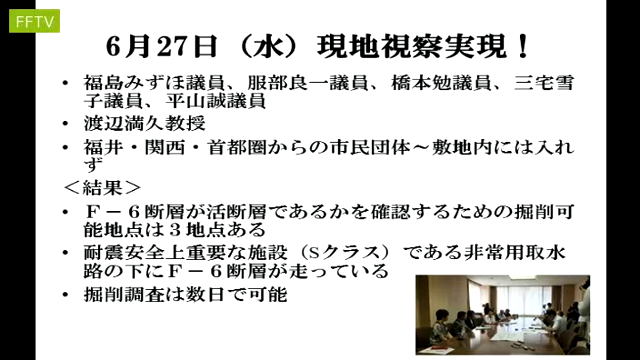 FFTV
6月27日（水）現地視察実現！
• 福島みずほ議員、服部良一議員、橋本勉議員、三宅雪
子議員、平山誠議員
• 渡辺満久教授
• 福井・関西・首都圏からの市民団体～敷地内には入れ
ず
＜結果＞
• Ｆ－６断層が活断層であるかを確認するための掘削可
能地点は３地点ある
• 耐震安全上重要な施設（Sクラス）である非常用取水
路の下にＦ－６断層が走っている
• 掘削調査は数日で可能